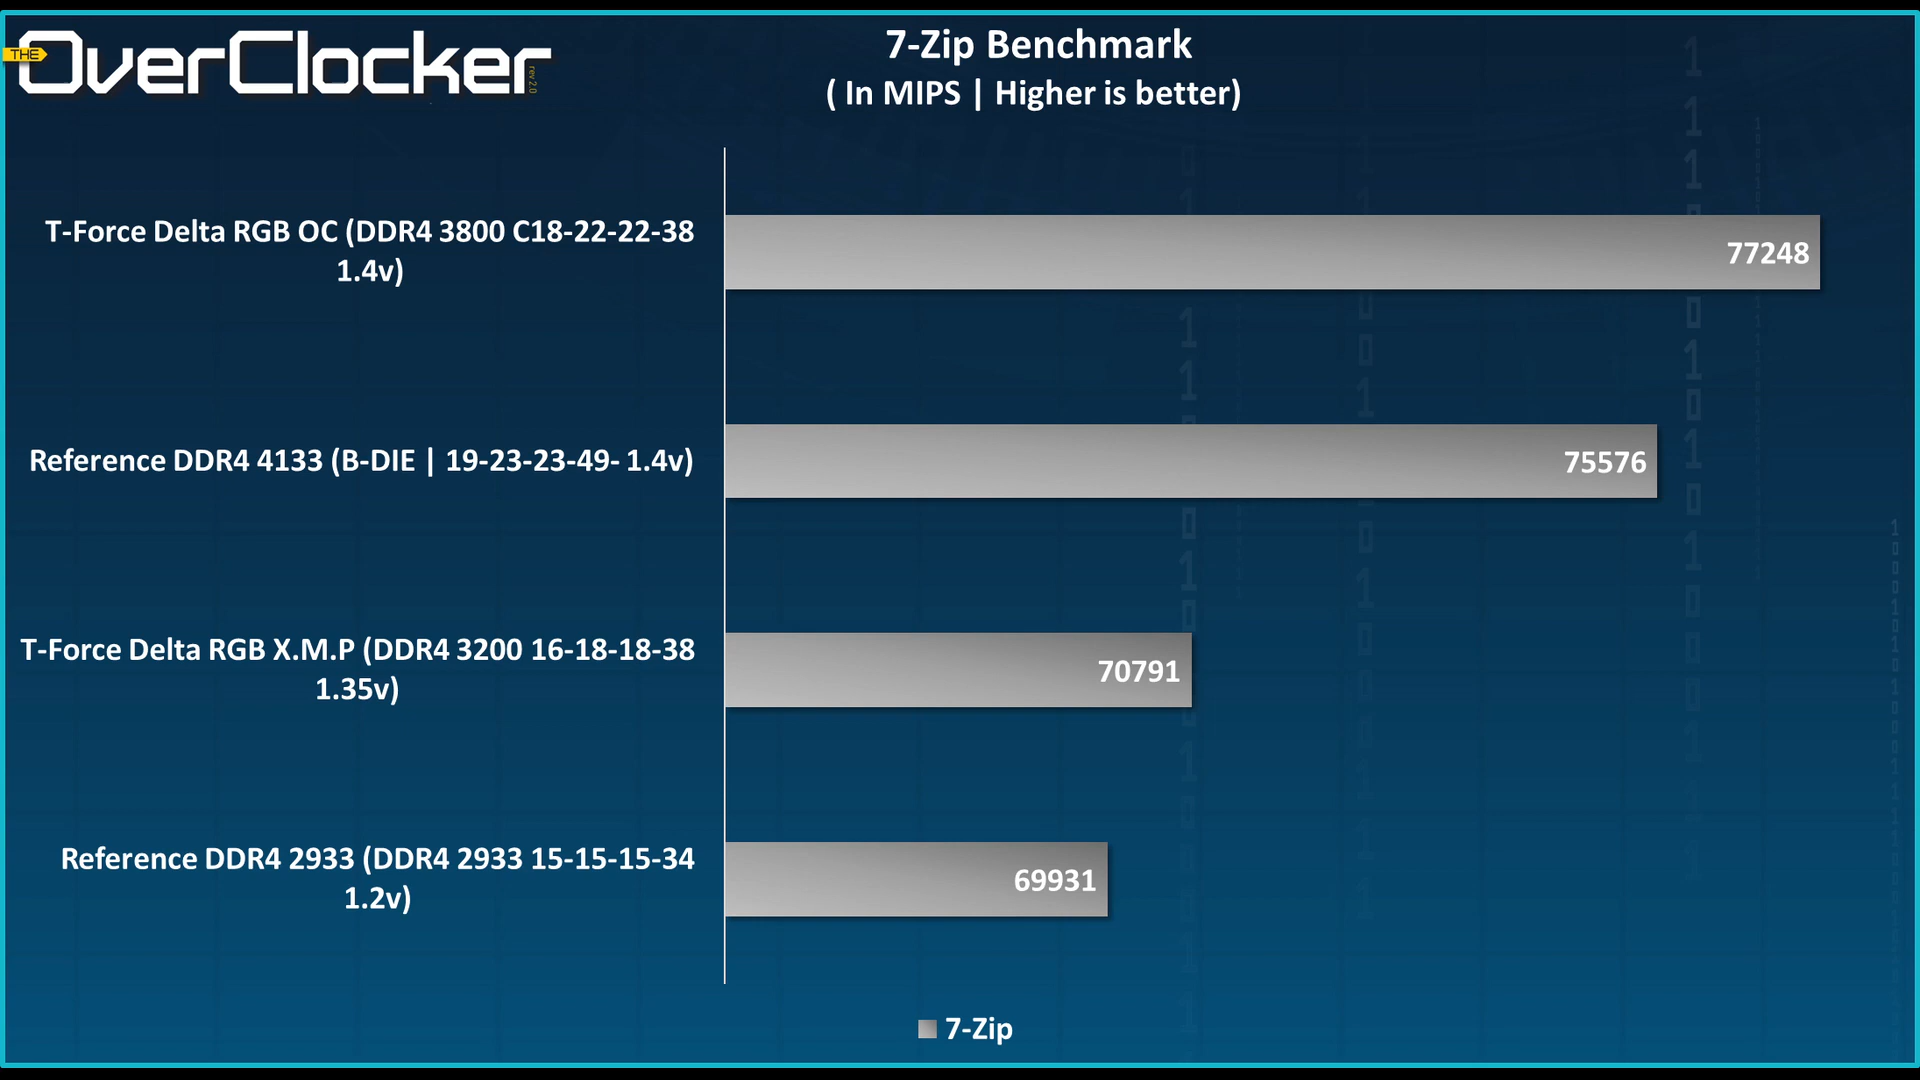 THE OverClocker rev 2.0
7-Zip Benchmark
( In MIPS | Higher is better)
T-Force Delta RGB OC (DDR4 3800 C18-22-22-38
1.4v)
77248
Reference DDR4 4133 (B-DIE | 19-23-23-49- 1.4v)
75576
T-Force Delta RGB X.M.P (DDR4 3200 16-18-18-38
1.35v)
70791
Reference DDR4 2933 (DDR4 2933 15-15-15-34
1.2v)
69931
7-Zip